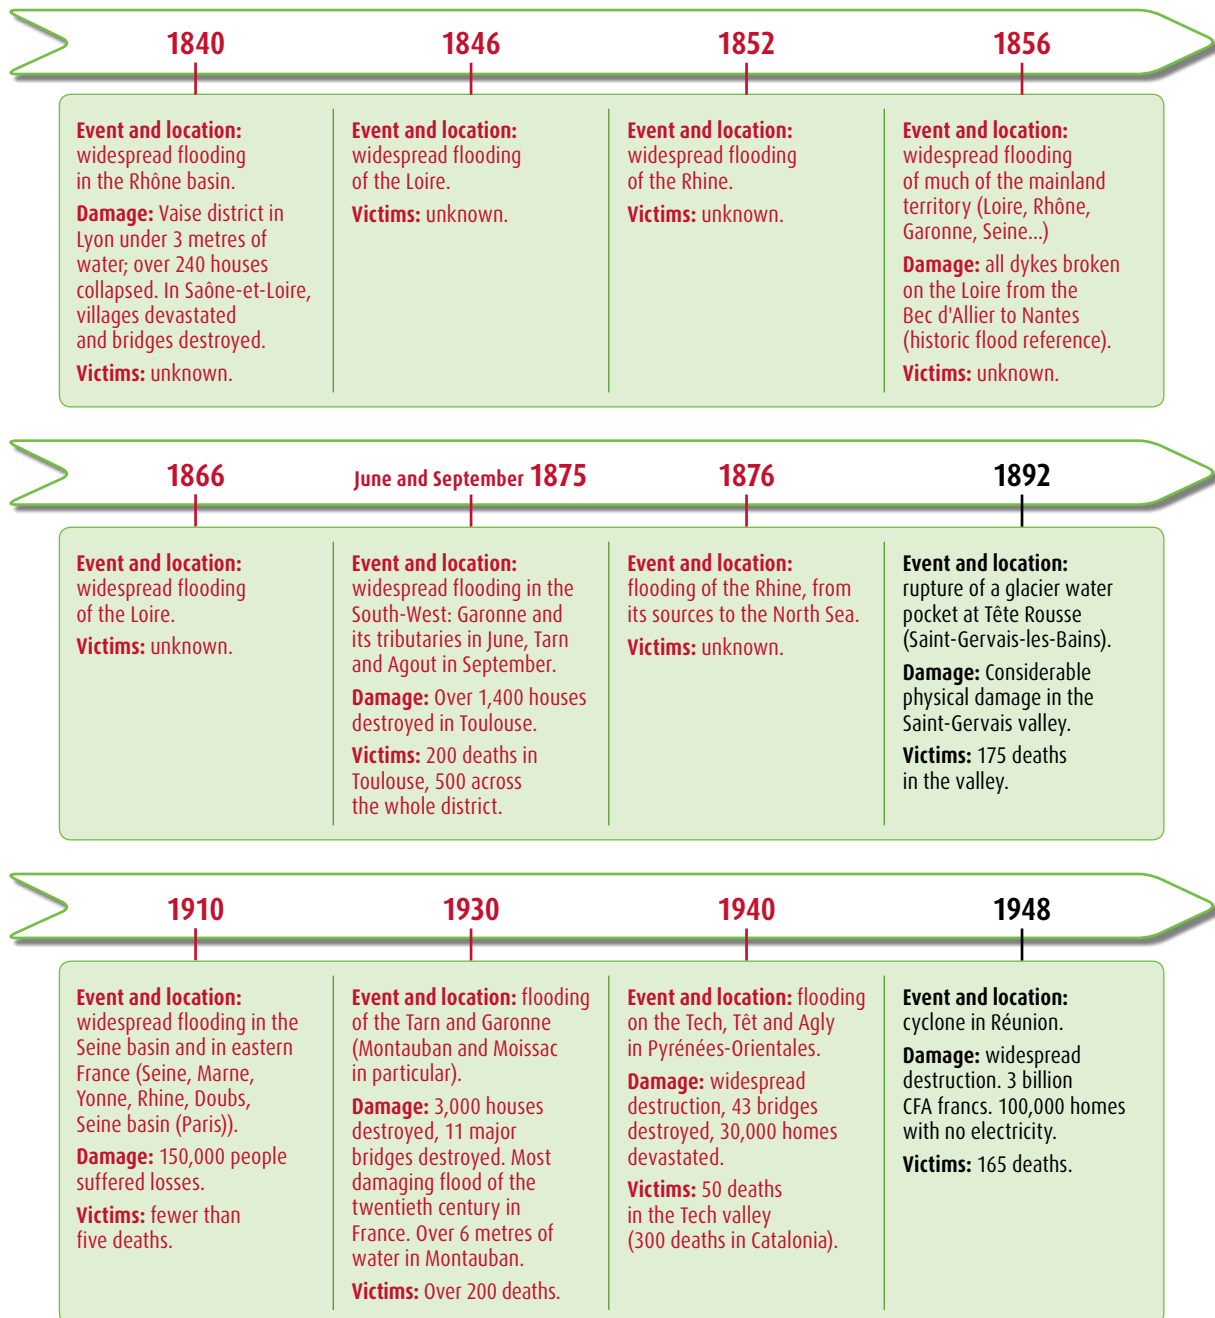 1840
1846
1852
1856
Event and location:
widespread flooding
in the Rhône basin.
Damage: Vaise district in
Lyon under 3 metres of
water; over 240 houses
collapsed. In Saône-et-Loire,
villages devastated
and bridges destroyed.
Victims: unknown.
Event and location:
widespread flooding
of the Loire.
Victims: unknown.
Event and location:
widespread flooding
of the Rhine.
Victims: unknown.
Event and location:
widespread flooding
of much of the mainland
territory (Loire, Rhône,
Garonne, Seine...)
Damage: all dykes broken
on the Loire from the
Bec d'Allier to Nantes
(historic flood reference).
Victims: unknown.
1866
June and September 1875
1876
1892
Event and location:
widespread flooding
of the Loire.
Victims: unknown.
Event and location:
widespread flooding in the
South-West: Garonne and
its tributaries in June, Tarn
and Agout in September.
Damage: Over 1,400 houses
destroyed in Toulouse.
Victims: 200 deaths in
Toulouse, 500 across
the whole district.
Event and location:
flooding of the Rhine, from
its sources to the North Sea.
Victims: unknown.
Event and location:
rupture of a glacier water
pocket at Tête Rousse
(Saint-Gervais-les-Bains).
Damage: Considerable
physical damage in the
Saint-Gervais valley.
Victims: 175 deaths
in the valley.
1910
1930
1940
1948
Event and location:
widespread flooding in the
Seine basin and in eastern
France (Seine, Marne,
Yonne, Rhine, Doubs,
Seine basin (Paris)).
Damage: 150,000 people
suffered losses.
Victims: fewer than
five deaths.
Event and location: flooding
of the Tarn and Garonne
(Montauban and Moissac
in particular).
Damage: 3,000 houses
destroyed, 11 major
bridges destroyed. Most
damaging flood of the
twentieth century in
France. Over 6 metres of
water in Montauban.
Victims: Over 200 deaths.
Event and location: flooding
on the Tech, Têt and Agly
in Pyrénées-Orientales.
Damage: widespread
destruction, 43 bridges
destroyed, 30,000 homes
devastated.
Victims: 50 deaths
in the Tech valley
(300 deaths in Catalonia).
Event and location:
cyclone in Réunion.
Damage: widespread
destruction. 3 billion
CFA francs. 100,000 homes
with no electricity.
Victims: 165 deaths.